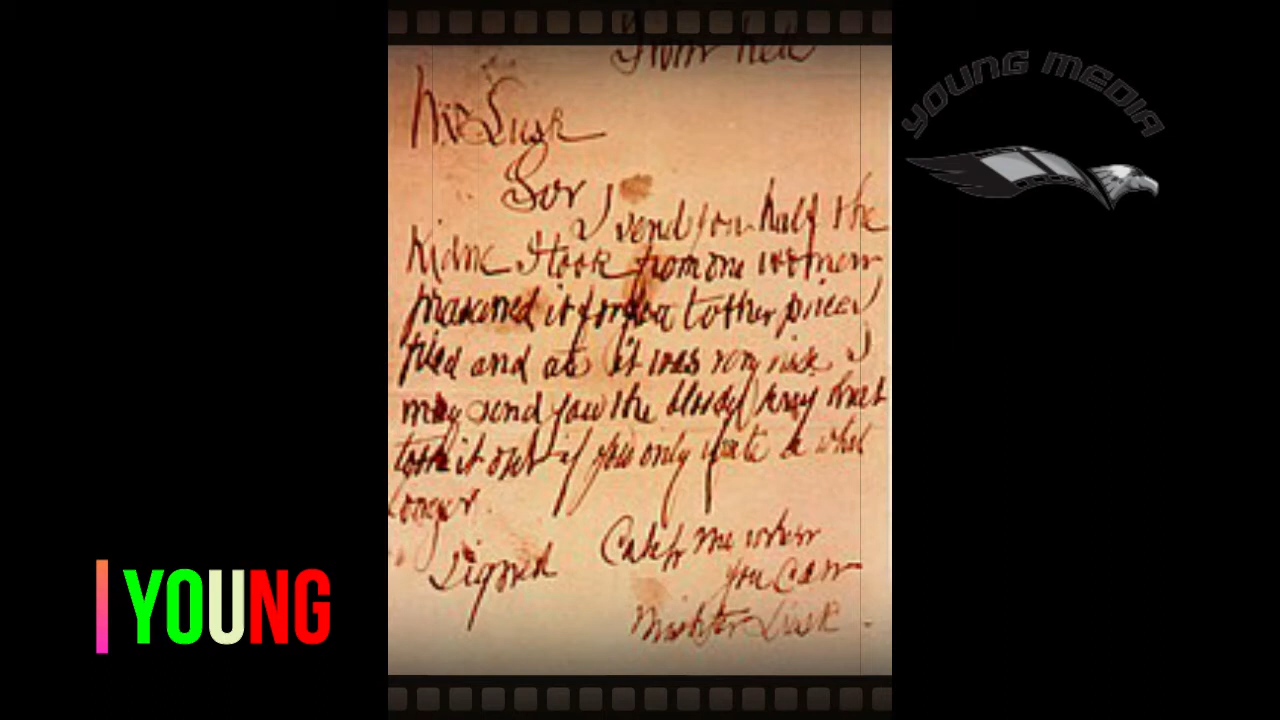 From hell
Mr Lusk
Sor
I send you half the
Kidne I took from one women
prasarved it for you tother piece I
fried and ate it was very nise I
may send you the bloody knif that
took it out if you only wate a whil
longer.
signed Catch me when
you Can
Mishter Lusk.
YOUNG MEDIA
YOUNG